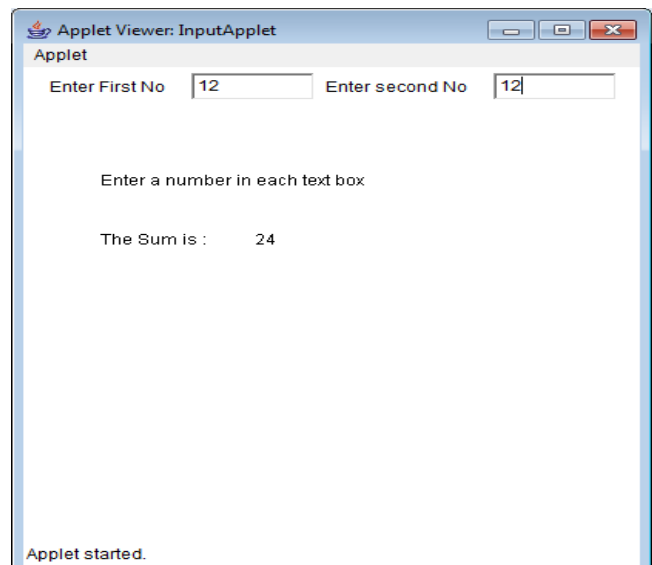 Applet Viewer: InputApplet
Applet
Enter First No 12 Enter second No 12
Enter a number in each text box
The Sum is : 24
Applet started.